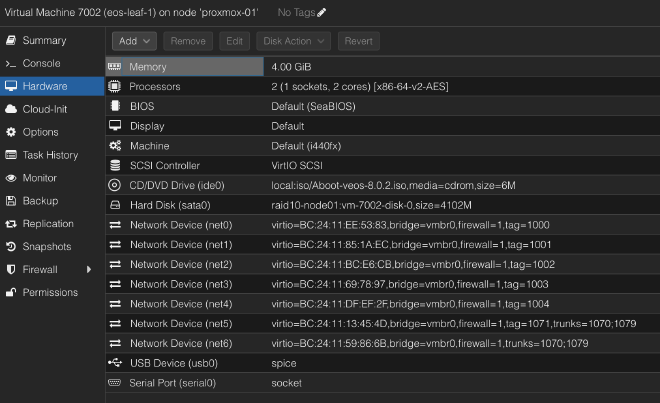 Virtual Machine 7002 (eos-leaf-1) on node 'proxmox-01' No Tags
Summary
Console
Hardware
Cloud-Init
Options
Task History
Monitor
Backup
Replication
Snapshots
Firewall
Permissions
Add Remove Edit Disk Action Revert
Memory 4.00 GiB
Processors 2 (1 sockets, 2 cores) [x86-64-v2-AES]
BIOS Default (SeaBIOS)
Display Default
Machine Default (i440fx)
SCSI Controller VirtIO SCSI
CD/DVD Drive (ide0) local:iso/Aboot-veos-8.0.2.iso,media=cdrom,size=6M
Hard Disk (sata0) raid10-node01:vm-7002-disk-0,size=4102M
Network Device (net0) virtio=BC:24:11:EE:53:83,bridge=vmbr0,firewall=1,tag=1000
Network Device (net1) virtio=BC:24:11:85:1A:EC,bridge=vmbr0,firewall=1,tag=1001
Network Device (net2) virtio=BC:24:11:BC:E6:CB,bridge=vmbr0,firewall=1,tag=1002
Network Device (net3) virtio=BC:24:11:69:78:97,bridge=vmbr0,firewall=1,tag=1003
Network Device (net4) virtio=BC:24:11:DF:EF:2F,bridge=vmbr0,firewall=1,tag=1004
Network Device (net5) virtio=BC:24:11:13:45:4D,bridge=vmbr0,firewall=1,tag=1071,trunks=1070;1079
Network Device (net6) virtio=BC:24:11:59:86:6B,bridge=vmbr0,firewall=1,trunks=1070;1079
USB Device (usb0) spice
Serial Port (serial0) socket